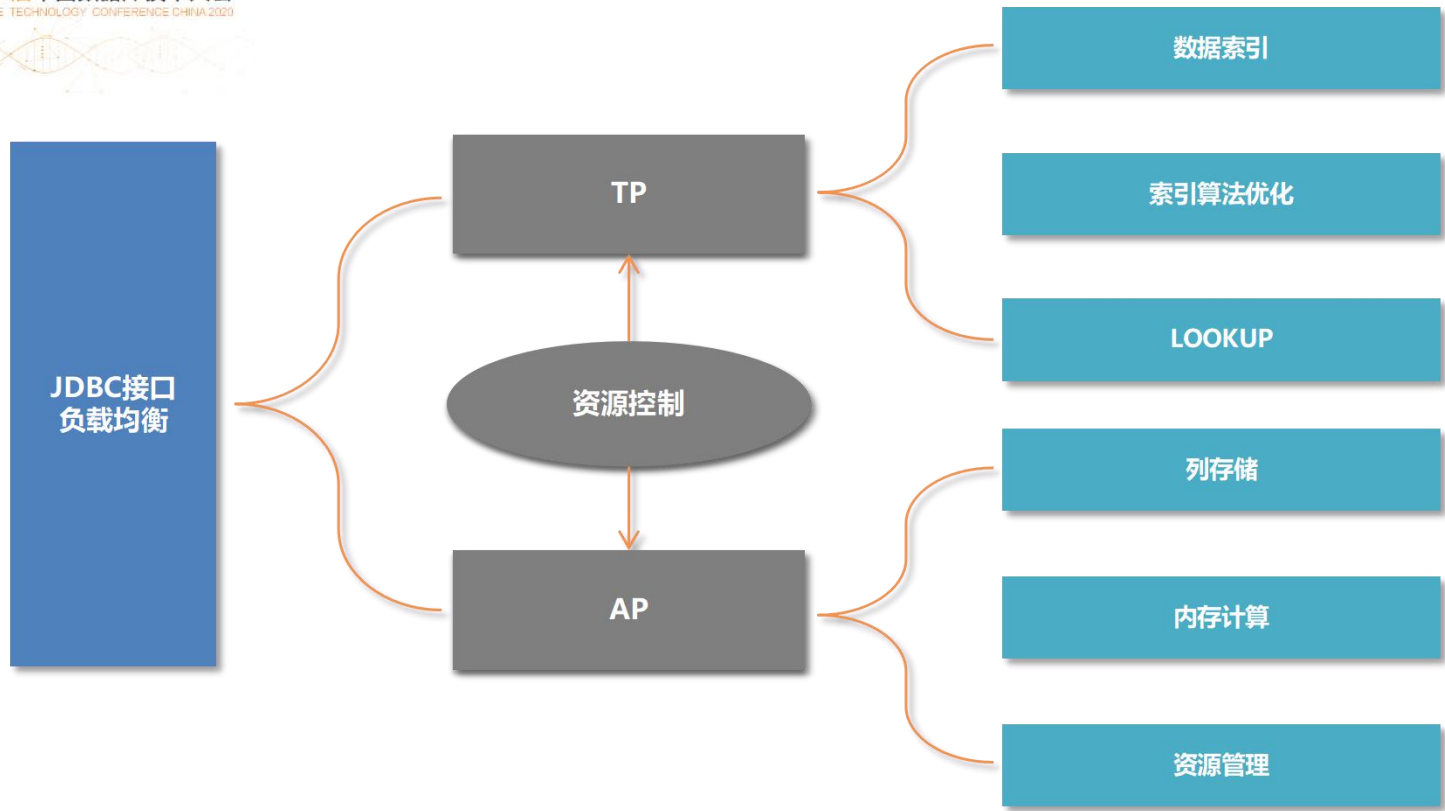 E TECHNOLOGY CONFERENCE CHINA 2020
数据索引
TP
索引算法优化
LOOKUP
JDBC接口
负载均衡
资源控制
列存储
AP
内存计算
资源管理